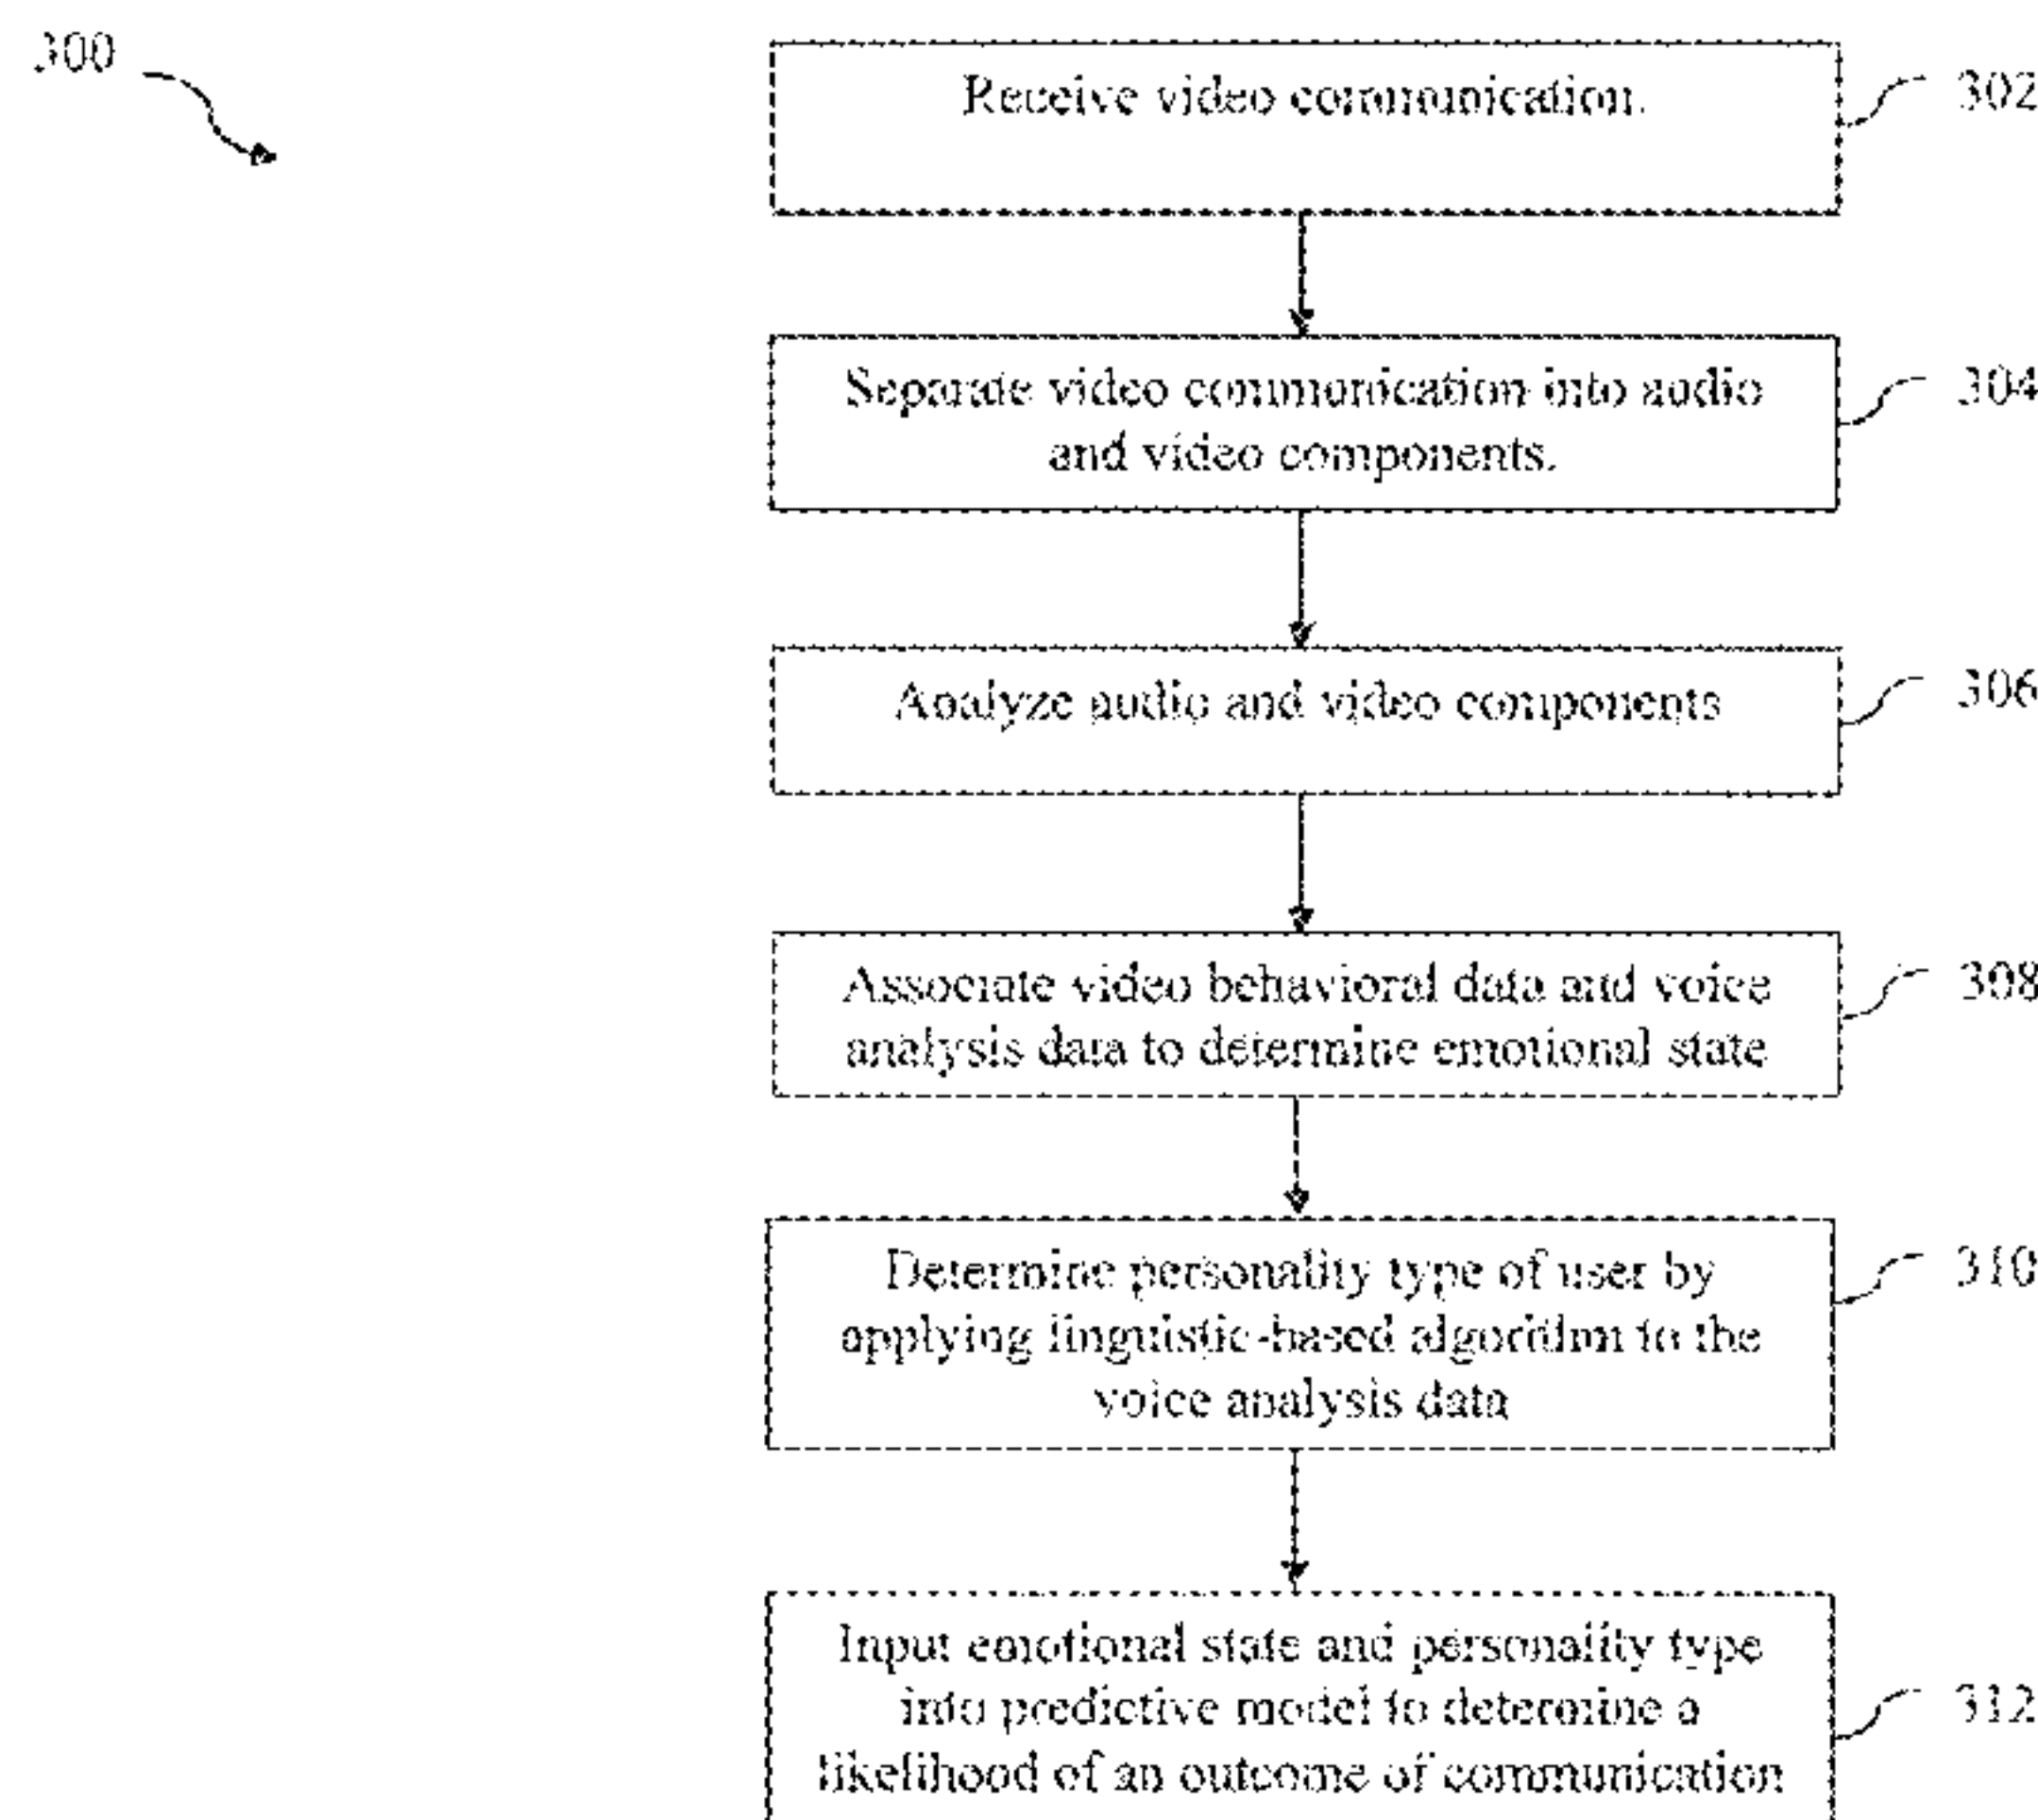 300
Receive video communication.
302
Separate video communication into audio
and video components.
304
Analyze audio and video components
306
Associate video behavioral data and voice
analysis data to determine emotional state
308
Determine personality type of user by
applying linguistic-based algorithm to the
voice analysis data
310
Input emotional state and personality type
into predictive model to determine a
likelihood of an outcome of communication
312